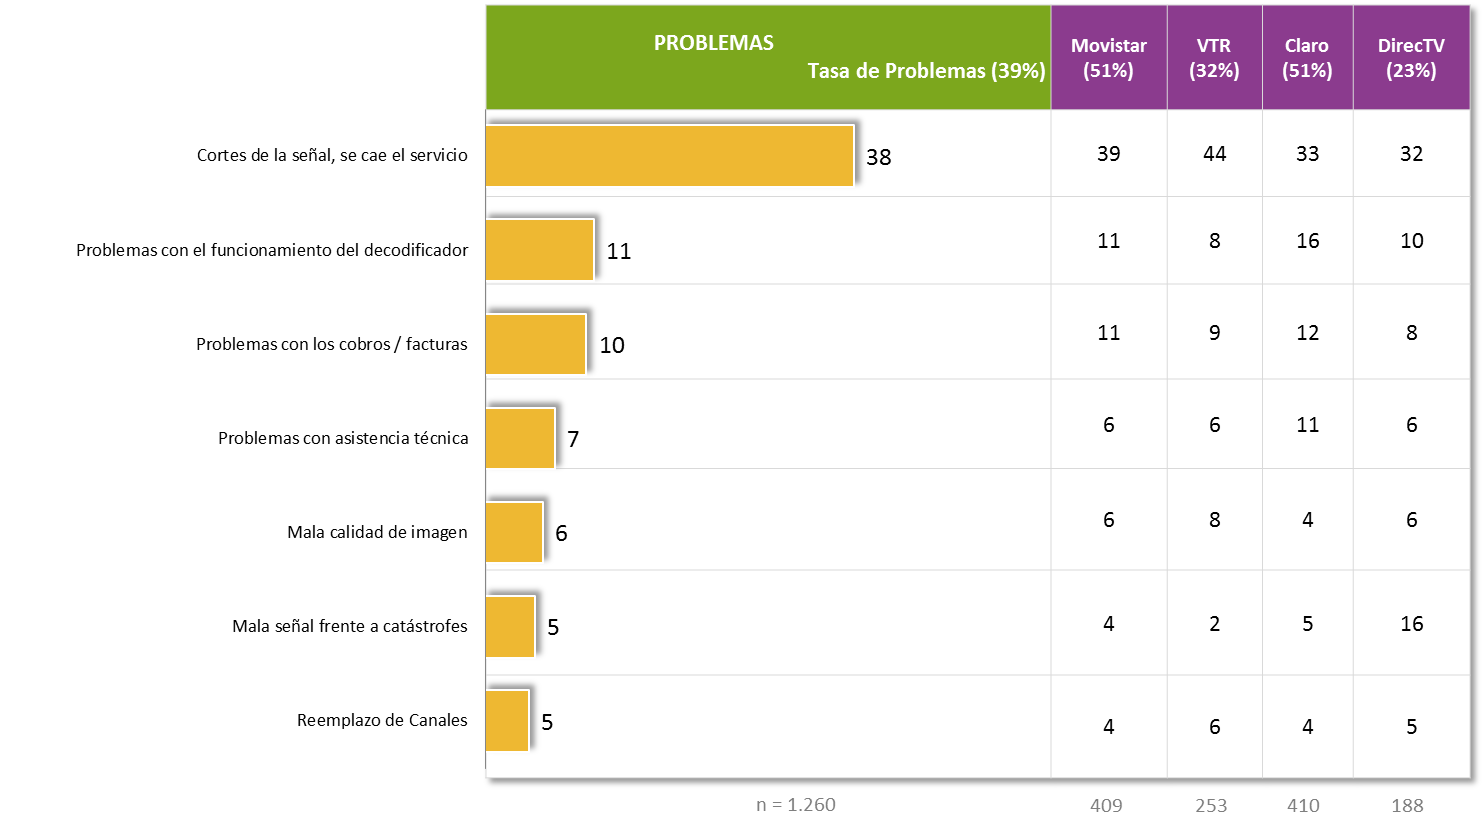 PROBLEMAS
Tasa de Problemas (39%)
Movistar
(51%)
VTR
(32%)
Claro
(51%)
DirecTV
(23%)
Cortes de la señal, se cae el servicio 38 39 44 33 32
Problemas con el funcionamiento del decodificador 11 11 8 16 10
Problemas con los cobros / facturas 10 11 9 12 8
Problemas con asistencia técnica 7 6 6 11 6
Mala calidad de imagen 6 6 8 4 6
Mala señal frente a catástrofes 5 4 2 5 16
Reemplazo de Canales 5 4 6 4 5
n = 1.260 409 253 410 188